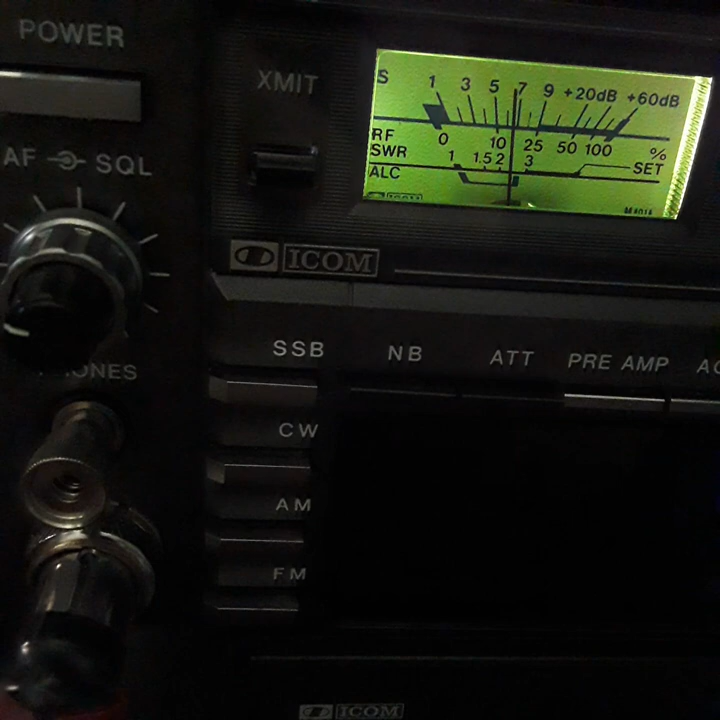 POWER
XMIT
S 1 3 5 7 9 +20dB +60dB
RF 0 10 25 50 100 %
SWR 1 1.5 2 3 SET
ALC
AF SQL
ICOM
SSB NB ATT PRE AMP
CW
AM
FM
ICOM